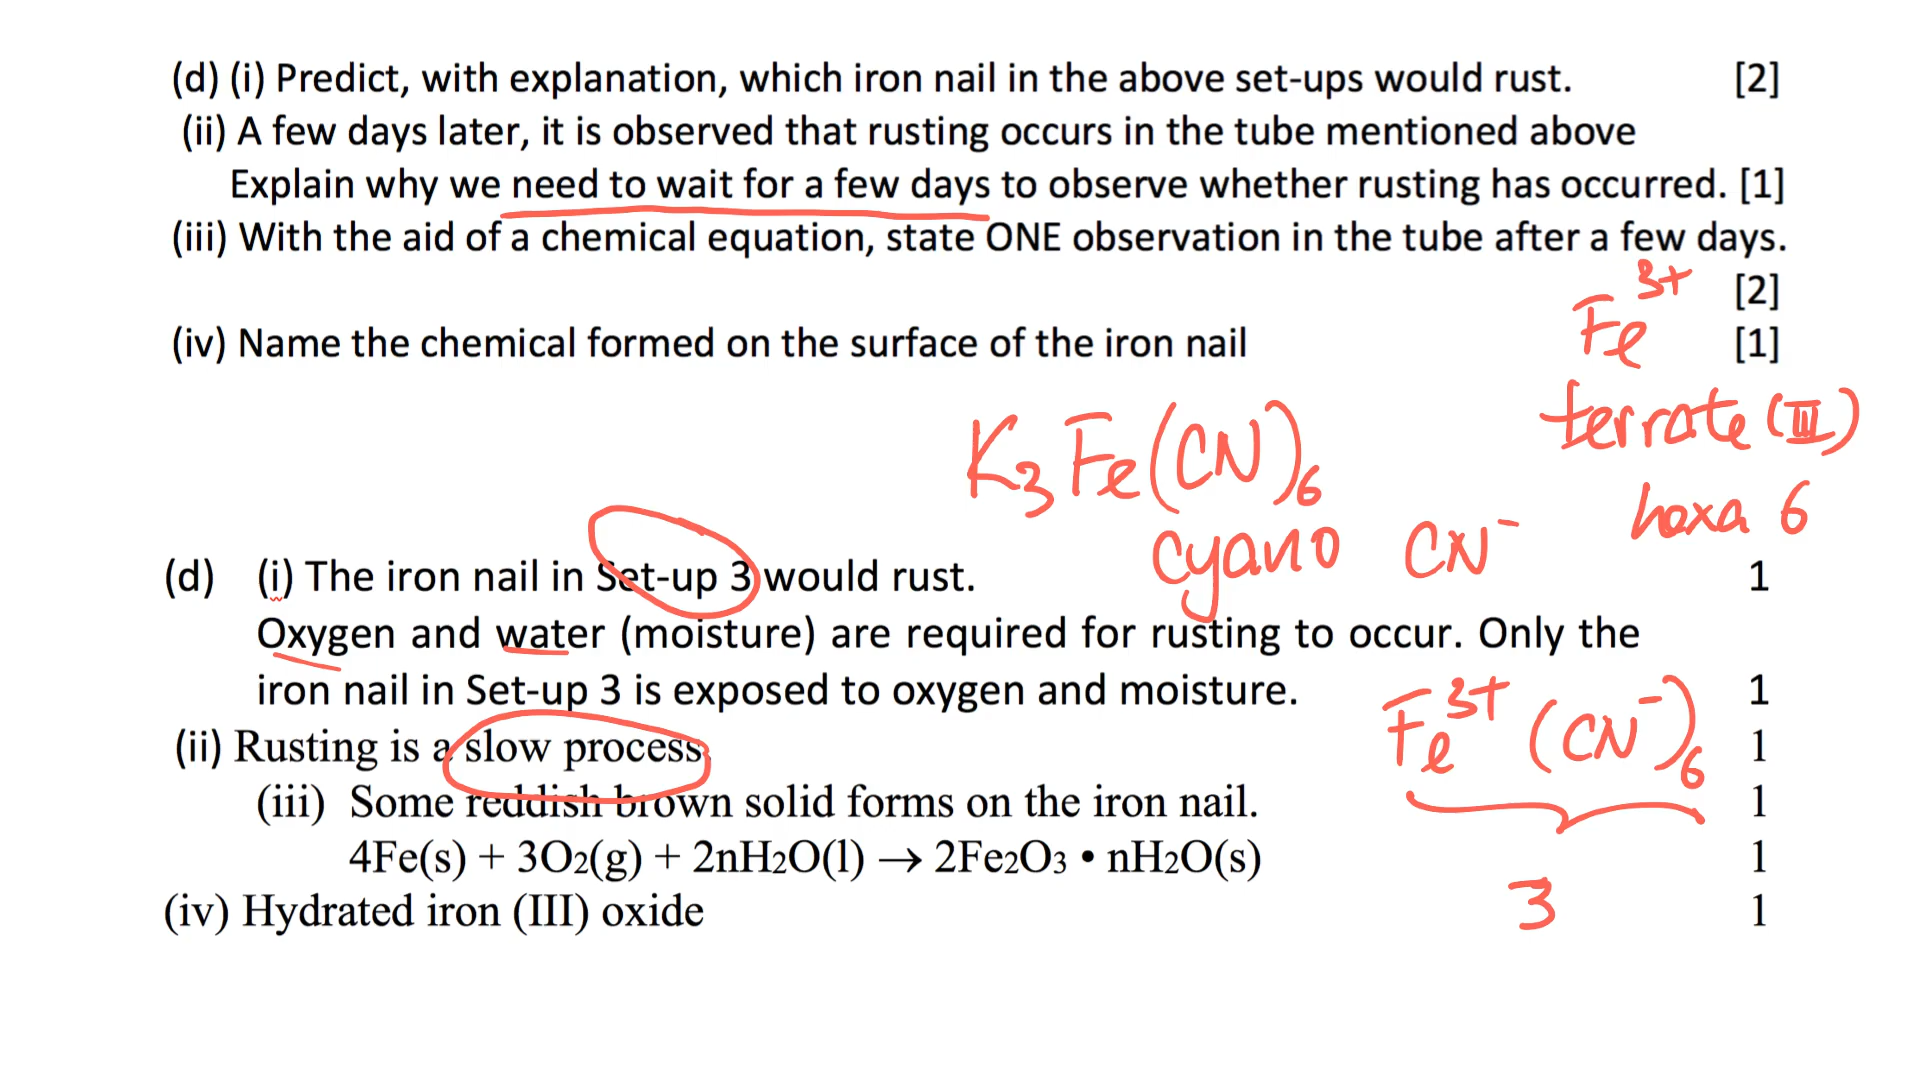 (d) (i) Predict, with explanation, which iron nail in the above set-ups would rust. [2]
(ii) A few days later, it is observed that rusting occurs in the tube mentioned above
Explain why we need to wait for a few days to observe whether rusting has occurred. [1]
(iii) With the aid of a chemical equation, state ONE observation in the tube after a few days.
[2]
Fe³⁺
(iv) Name the chemical formed on the surface of the iron nail [1]
ferrate (III)
K₃Fe(CN)₆
hexa 6
cyano CN⁻
(d) (i) The iron nail in Set-up 3 would rust. 1
Oxygen and water (moisture) are required for rusting to occur. Only the
iron nail in Set-up 3 is exposed to oxygen and moisture. 1
Fe³⁺(CN⁻)₆
(ii) Rusting is a slow process 1
(iii) Some reddish brown solid forms on the iron nail. 1
4Fe(s) + 3O2(g) + 2nH2O(l) → 2Fe2O3 • nH2O(s) 1
3
(iv) Hydrated iron (III) oxide 1